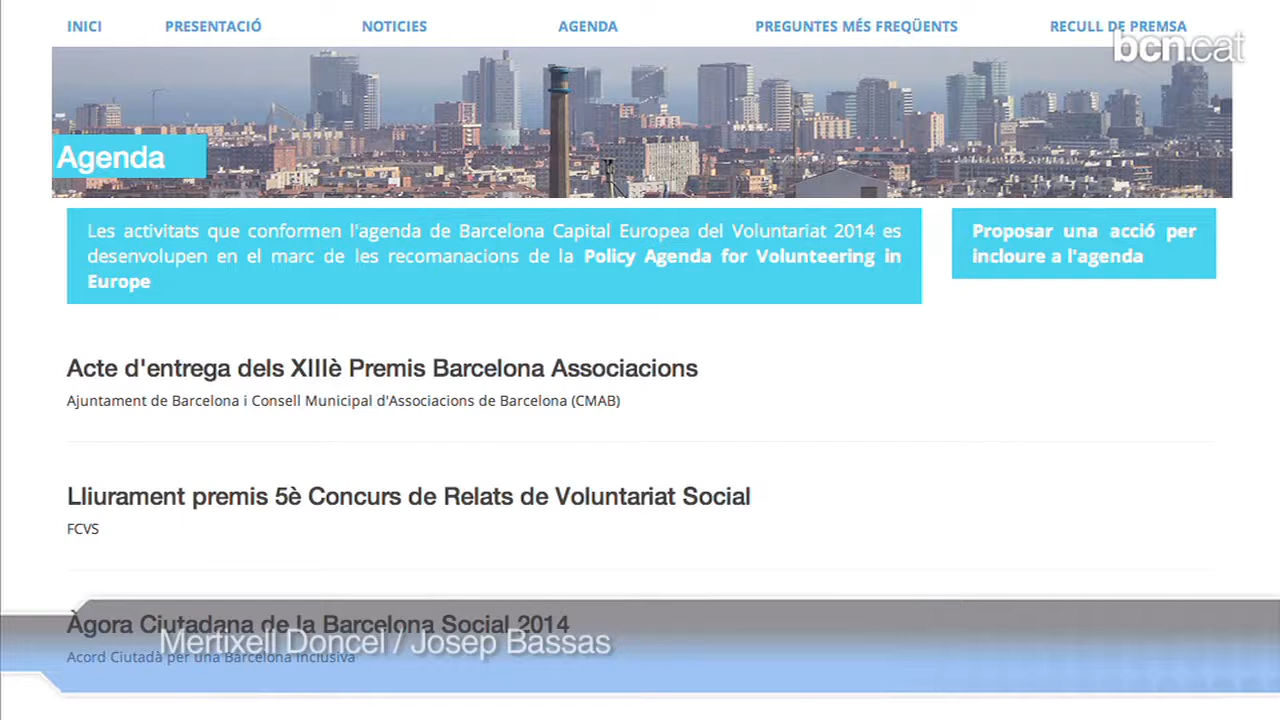 INICI PRESENTACIÓ NOTICIES AGENDA PREGUNTES MÉS FREQÜENTS RECULL DE PREMSA
bcn.cat
Agenda
Les activitats que conformen l'agenda de Barcelona Capital Europea del Voluntariat 2014 es
desenvolupen en el marc de les recomanacions de la Policy Agenda for Volunteering in
Europe
Proposar una acció per
incloure a l'agenda
Acte d'entrega dels XIIIè Premis Barcelona Associacions
Ajuntament de Barcelona i Consell Municipal d'Associacions de Barcelona (CMAB)
Lliurament premis 5è Concurs de Relats de Voluntariat Social
FCVS
Àgora Ciutadana de la Barcelona Social 2014
Mertixell Doncel / Josep Bassas
Acord Ciutadà per una Barcelona Inclusiva